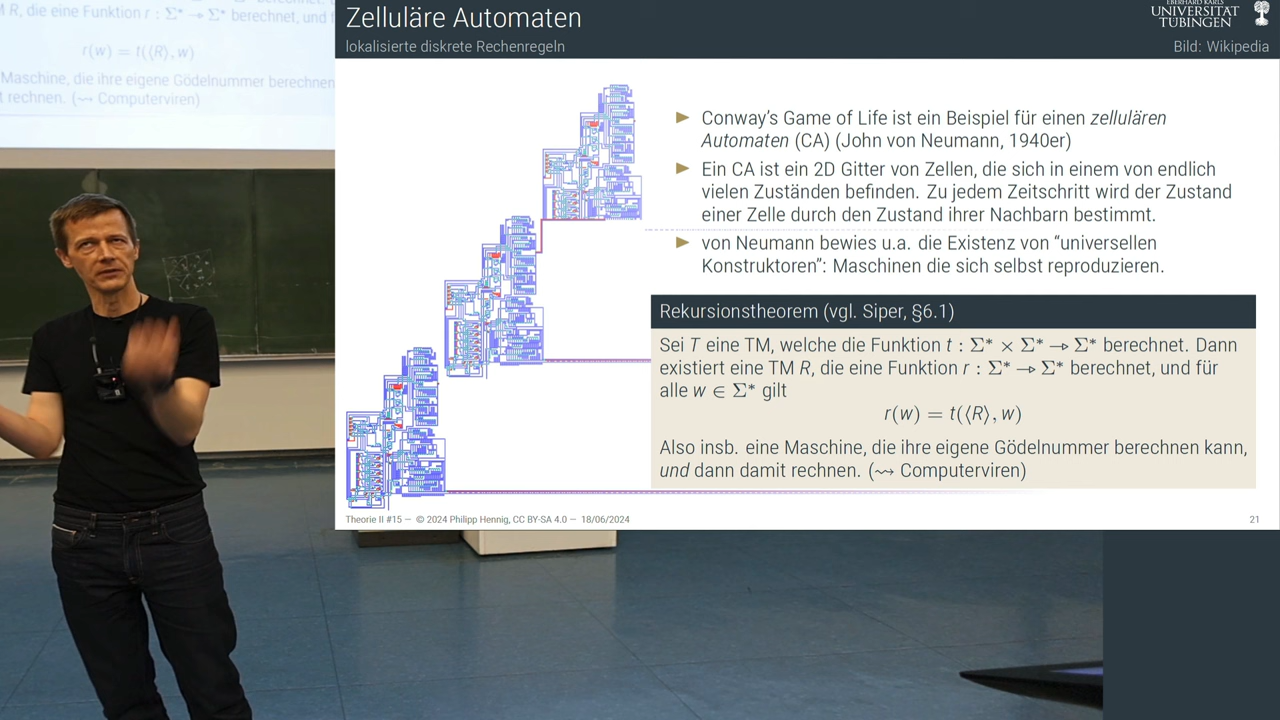 R, die eine Funktion r : Σ* → Σ* berechnet, und
r(w) = t(⟨R⟩, w)
Maschine, die ihre eigene Gödelnummer berechnen
rechnen. (⇝ Computerviren)
Zelluläre Automaten
lokalisierte diskrete Rechenregeln
EBERHARD KARLS
UNIVERSITÄT
TÜBINGEN
Bild: Wikipedia
▶ Conway's Game of Life ist ein Beispiel für einen zellulären
Automaten (CA) (John von Neumann, 1940er)
▶ Ein CA ist ein 2D Gitter von Zellen, die sich in einem von endlich
vielen Zuständen befinden. Zu jedem Zeitschritt wird der Zustand
einer Zelle durch den Zustand ihrer Nachbarn bestimmt.
▶ von Neumann bewies u.a. die Existenz von “universellen
Konstruktoren”: Maschinen die sich selbst reproduzieren.
Rekursionstheorem (vgl. Siper, §6.1)
Sei T eine TM, welche die Funktion t : Σ* × Σ* ⇀ Σ* berechnet. Dann
existiert eine TM R, die eine Funktion r : Σ* ⇀ Σ* berechnet, und für
alle w ∈ Σ* gilt
r(w) = t(⟨R⟩, w)
Also insb. eine Maschine, die ihre eigene Gödelnummer berechnen kann,
und dann damit rechnen. (⇝ Computerviren)
Theorie II #15 — © 2024 Philipp Hennig, CC BY-SA 4.0 — 18/06/2024
21